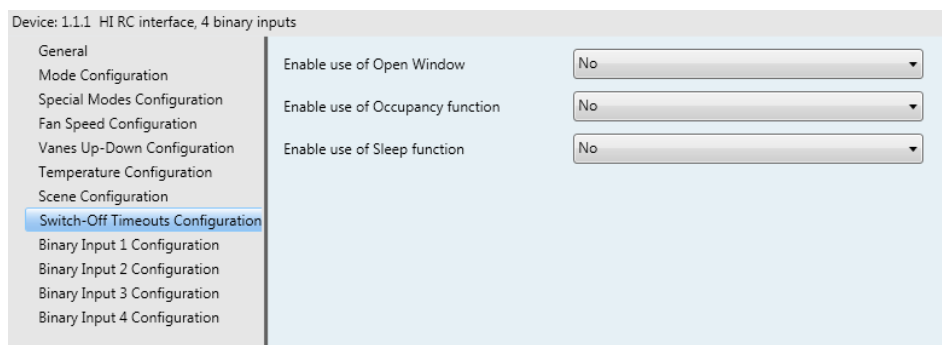 Device: 1.1.1 HI RC interface, 4 binary inputs
General
Mode Configuration
Special Modes Configuration
Fan Speed Configuration
Vanes Up-Down Configuration
Temperature Configuration
Scene Configuration
Switch-Off Timeouts Configuration
Binary Input 1 Configuration
Binary Input 2 Configuration
Binary Input 3 Configuration
Binary Input 4 Configuration
Enable use of Open Window No
Enable use of Occupancy function No
Enable use of Sleep function No